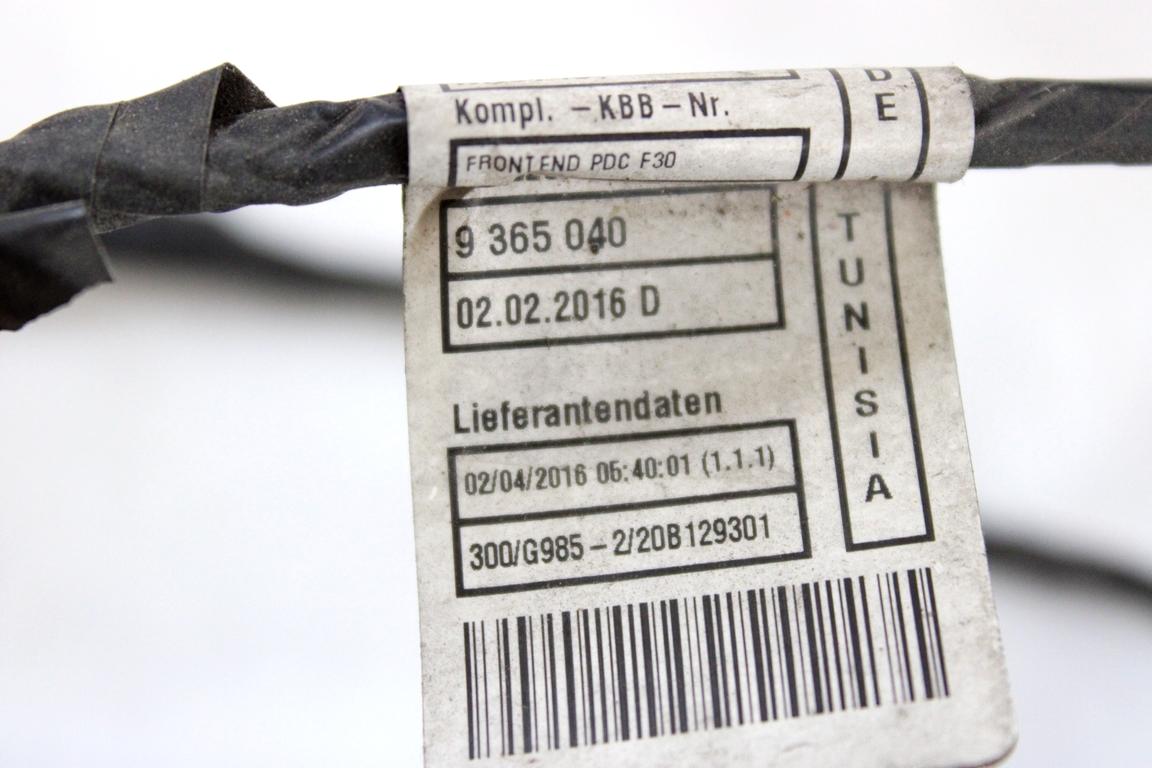 Kompl. - KBB - Nr.
FRONTEND PDC F30
9 365 040
02.02.2016 D
Lieferantendaten
02/04/2016 06:40:01 (1.1.1)
300/G985 - 2/20B129301
DE
TUNISIA